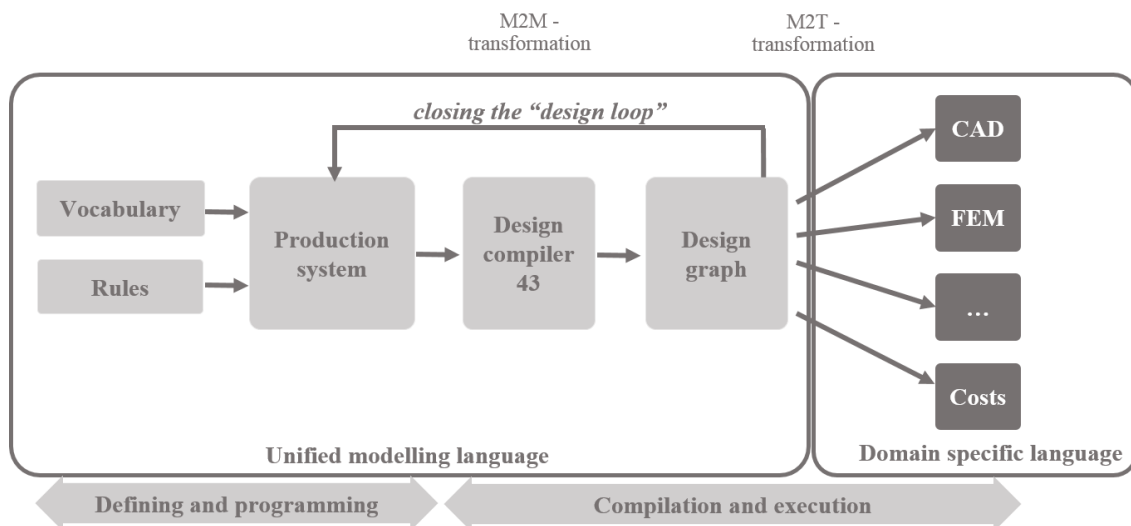 M2M -
transformation
M2T -
transformation
closing the “design loop”
Vocabulary
Rules
Production
system
Design
compiler
43
Design
graph
CAD
FEM
...
Costs
Unified modelling language
Domain specific language
Defining and programming
Compilation and execution